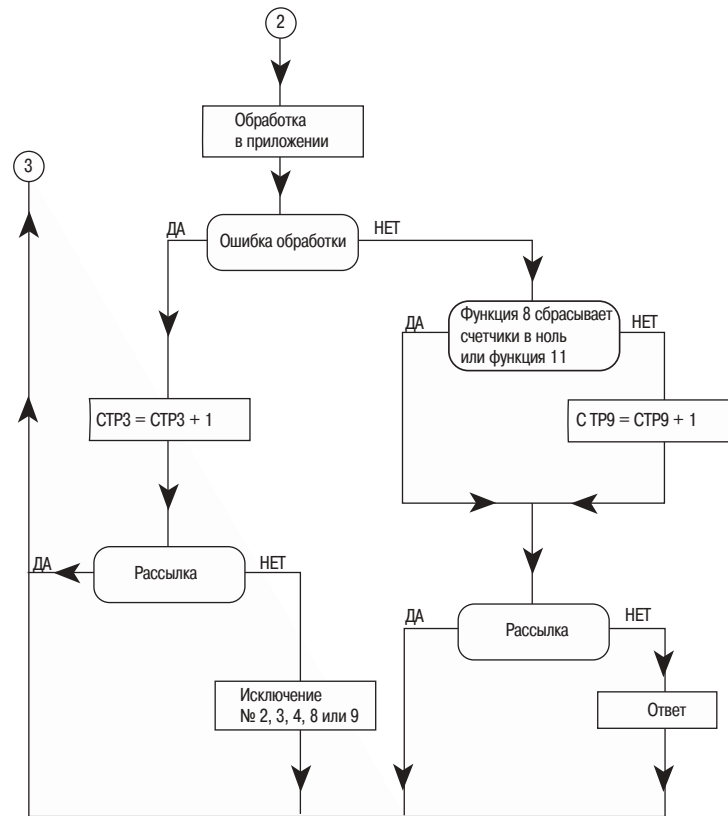 2
Обработка
в приложении
3
ДА
Ошибка обработки
НЕТ
ДА
Функция 8 сбрасывает
счетчики в ноль
или функция 11
НЕТ
СТР3 = СТР3 + 1
С ТР9 = СТР9 + 1
ДА
Рассылка
НЕТ
ДА
Рассылка
НЕТ
Исключение
№ 2, 3, 4, 8 или 9
Ответ